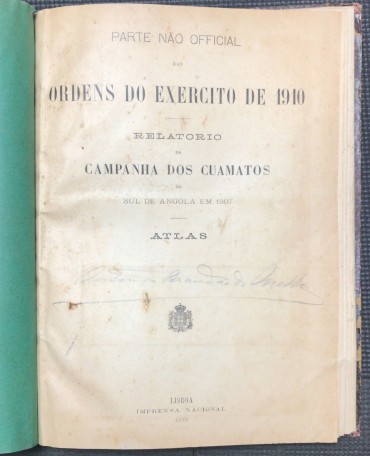 PARTE NÃO OFFICIAL
DAS
ORDENS DO EXERCITO DE 1910
RELATORIO
DA
CAMPANHA DOS CUAMATOS
NO
SUL DE ANGOLA EM 1907
ATLAS
LISBOA
IMPRENSA NACIONAL